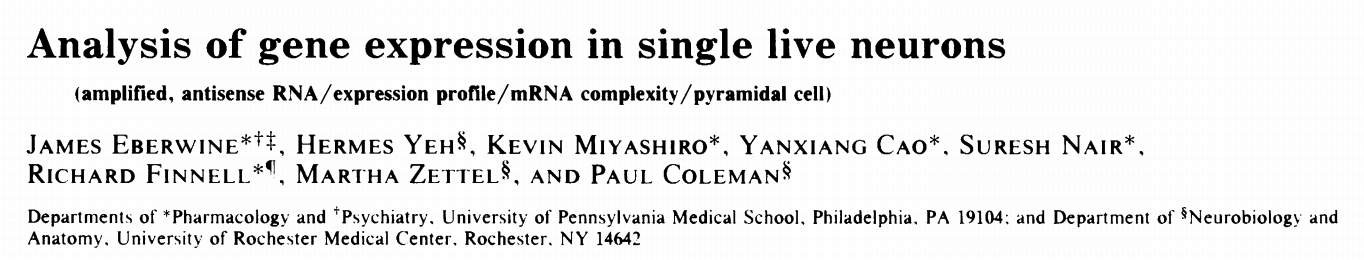 Analysis of gene expression in single live neurons
(amplified, antisense RNA/expression profile/mRNA complexity/pyramidal cell)
JAMES EBERWINE*†‡, HERMES YEH§, KEVIN MIYASHIRO*, YANXIANG CAO*, SURESH NAIR*,
RICHARD FINNELL*¶, MARTHA ZETTEL§, AND PAUL COLEMAN§
Departments of *Pharmacology and †Psychiatry, University of Pennsylvania Medical School, Philadelphia, PA 19104; and Department of §Neurobiology and
Anatomy, University of Rochester Medical Center, Rochester, NY 14642